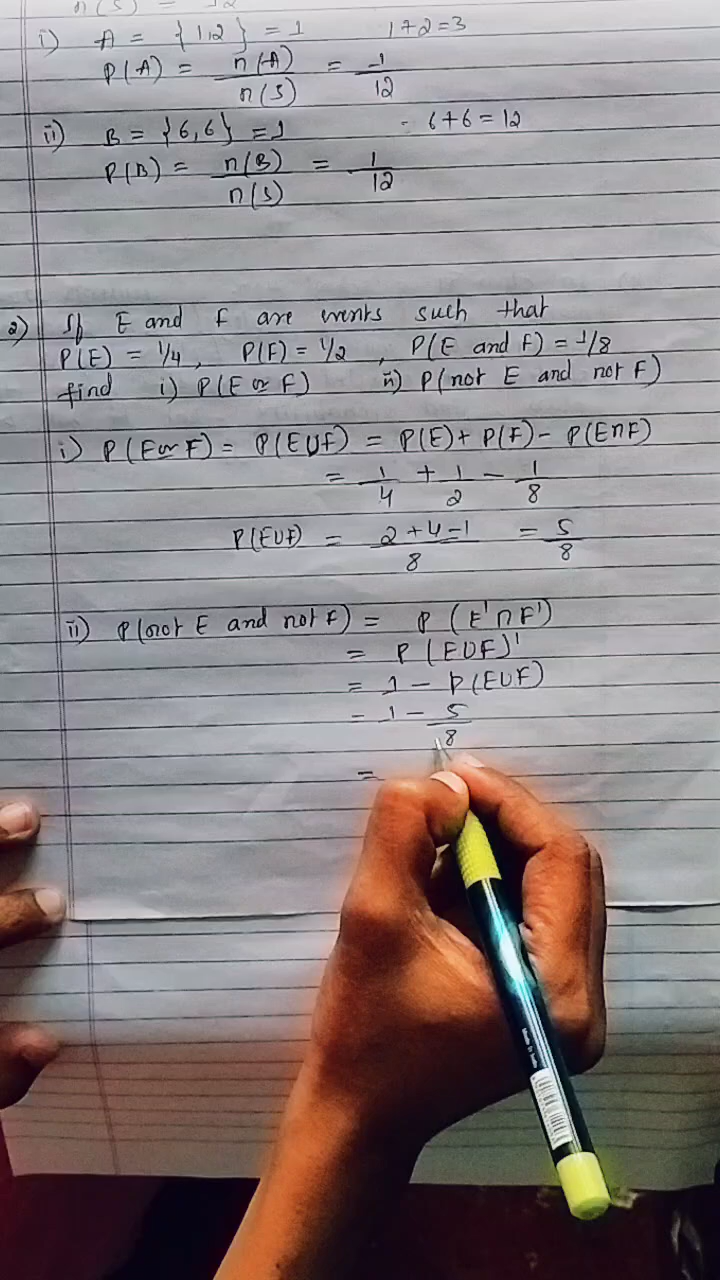 n(S) = 12
i) A = {1,2} = 1 1+2=3
P(A) = n(A)/n(S) = 1/12
ii) B = {6,6} = 1 - 6+6=12
P(B) = n(B)/n(S) = 1/12
2) If E and F are events such that
P(E) = 1/4, P(F) = 1/2, P(E and F) = 1/8
find i) P(E or F) ii) P(not E and not F)
i) P(E or F) = P(E∪F) = P(E)+P(F)-P(E∩F)
= 1/4 + 1/2 - 1/8
P(E∪F) = 2+4-1/8 = 5/8
ii) P(not E and not F) = P(E'∩F')
= P(E∪F)'
= 1 - P(E∪F)
= 1 - 5/8
=